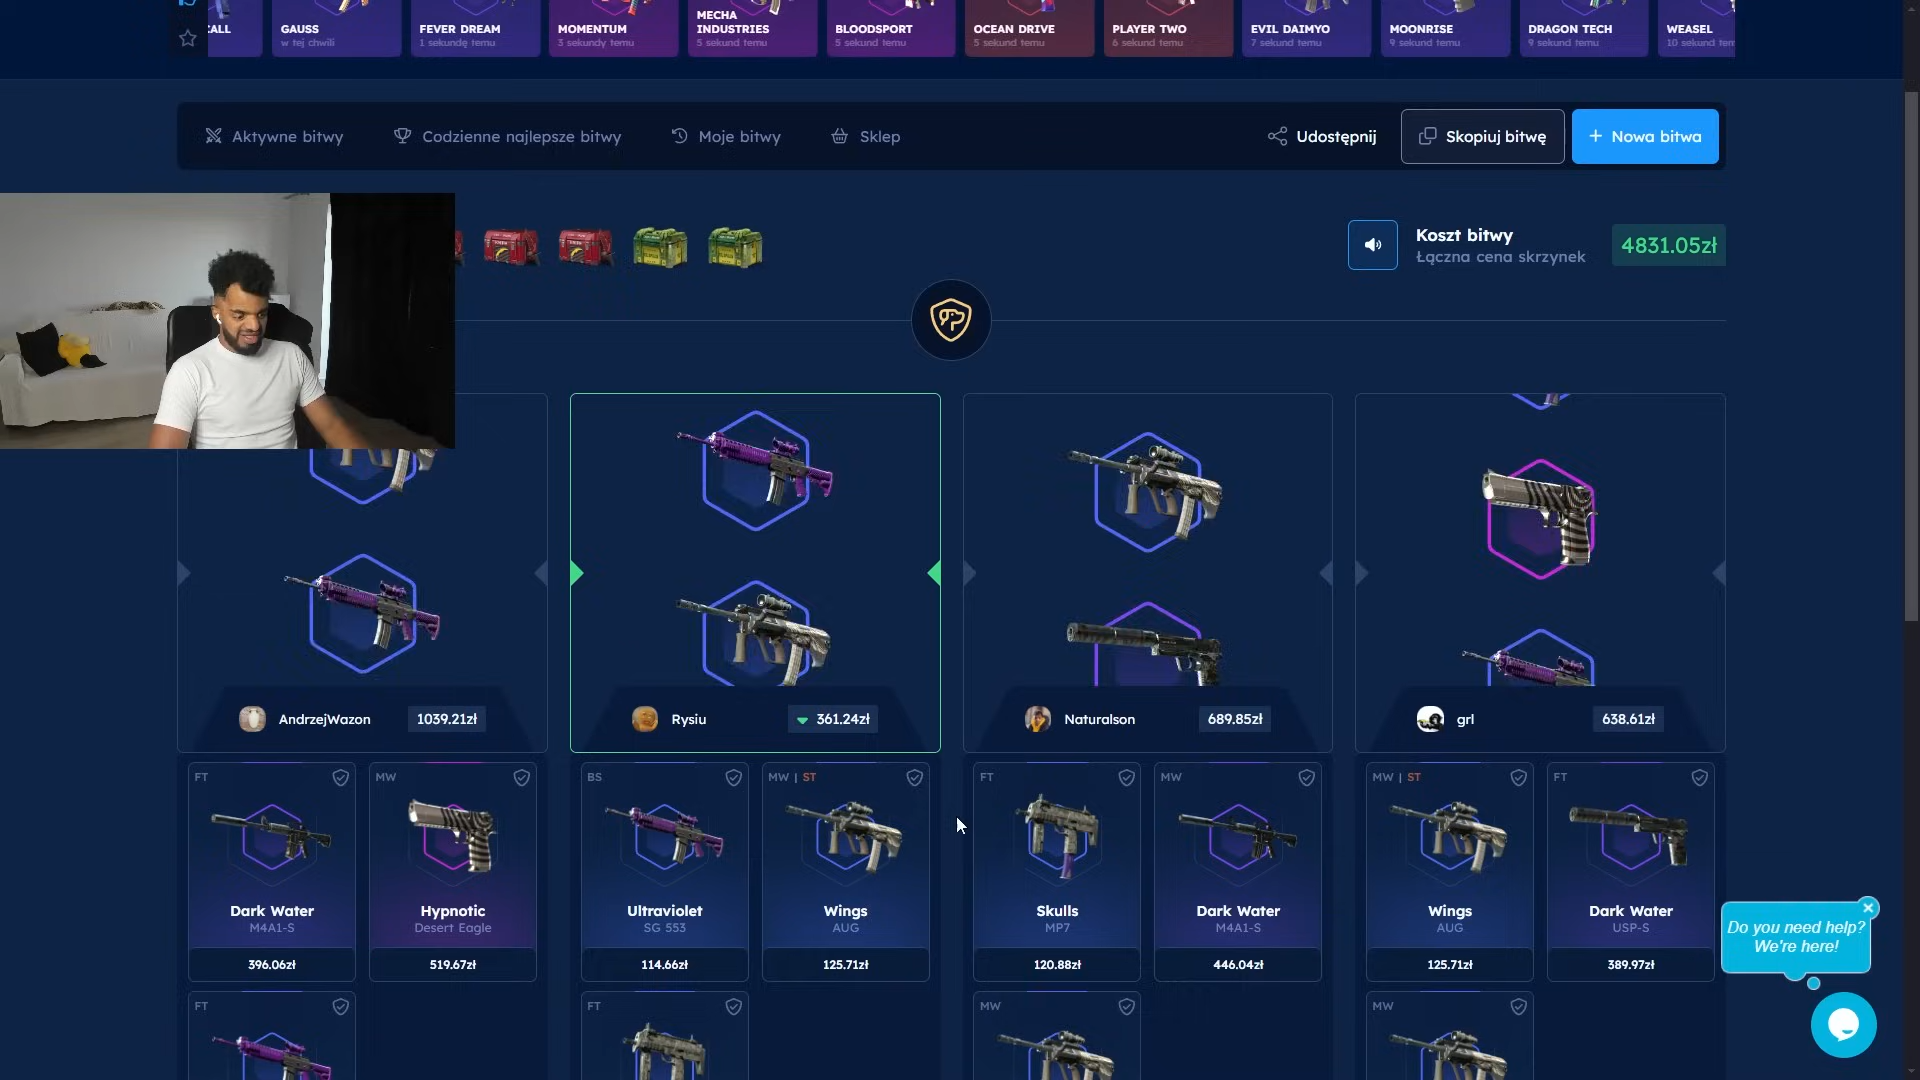 CALL
GAUSS
w tej chwili
FEVER DREAM
1 sekundę temu
MOMENTUM
3 sekundy temu
MECHA
INDUSTRIES
5 sekund temu
BLOODSPORT
5 sekund temu
OCEAN DRIVE
5 sekund temu
PLAYER TWO
6 sekund temu
EVIL DAIMYO
7 sekund temu
MOONRISE
9 sekund temu
DRAGON TECH
9 sekund temu
WEASEL
10 sekund tem
Aktywne bitwy
Codzienne najlepsze bitwy
Moje bitwy
Sklep
Udostępnij
Skopiuj bitwę
+ Nowa bitwa
Koszt bitwy
Łączna cena skrzynek
4831.05zł
AndrzejWazon
1039.21zł
Rysiu
361.24zł
Naturalson
689.85zł
grl
638.61zł
FT
Dark Water
M4A1-S
396.06zł
MW
Hypnotic
Desert Eagle
519.67zł
BS
Ultraviolet
SG 553
114.66zł
MW | ST
Wings
AUG
125.71zł
FT
Skulls
MP7
120.88zł
MW
Dark Water
M4A1-S
446.04zł
MW | ST
Wings
AUG
125.71zł
FT
Dark Water
USP-S
389.97zł
FT
FT
MW
MW
Do you need help?
We're here!